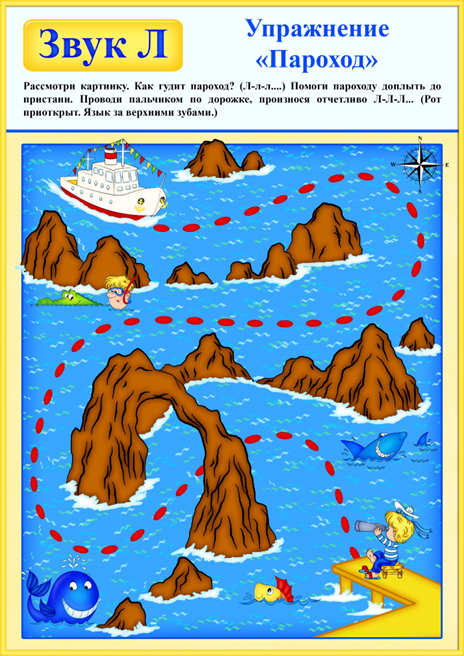 Звук Л
Упражнение
«Пароход»
Рассмотри картинку. Как гудит пароход? (Л-л-л....) Помоги пароходу доплыть до
пристани. Проводи пальчиком по дорожке, произнося отчетливо Л-Л-Л... (Рот
приоткрыт. Язык за верхними зубами.)
N
W E
S